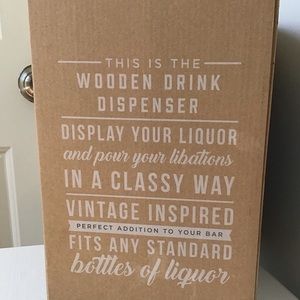 THIS IS THE
WOODEN DRINK
DISPENSER
DISPLAY YOUR LIQUOR
and pour your libations
IN A CLASSY WAY
VINTAGE INSPIRED
PERFECT ADDITION TO YOUR BAR
FITS ANY STANDARD
bottles of liquor